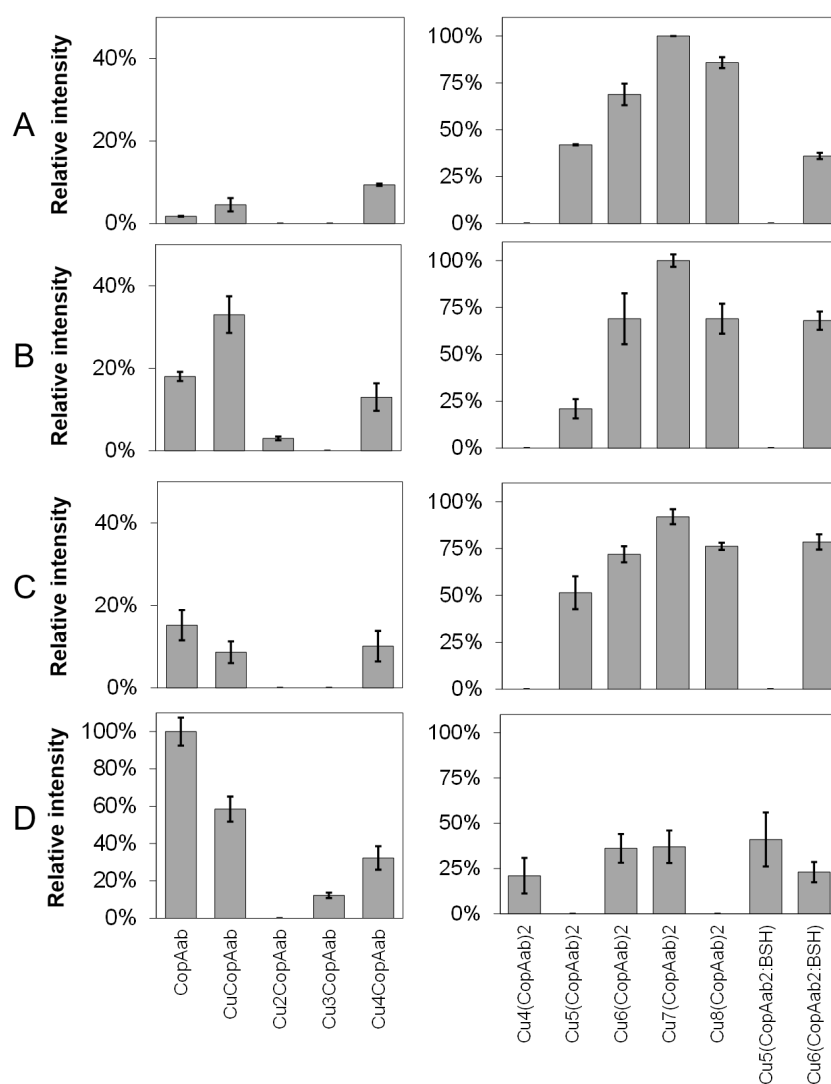 A
Relative intensity
40%
20%
0%
100%
75%
50%
25%
0%
B
Relative intensity
40%
20%
0%
100%
75%
50%
25%
0%
C
Relative intensity
40%
20%
0%
100%
75%
50%
25%
0%
D
Relative intensity
100%
80%
60%
40%
20%
0%
100%
75%
50%
25%
0%
CopAab
CuCopAab
Cu2CopAab
Cu3CopAab
Cu4CopAab
Cu4(CopAab)2
Cu5(CopAab)2
Cu6(CopAab)2
Cu7(CopAab)2
Cu8(CopAab)2
Cu5(CopAab2:BSH)
Cu6(CopAab2:BSH)